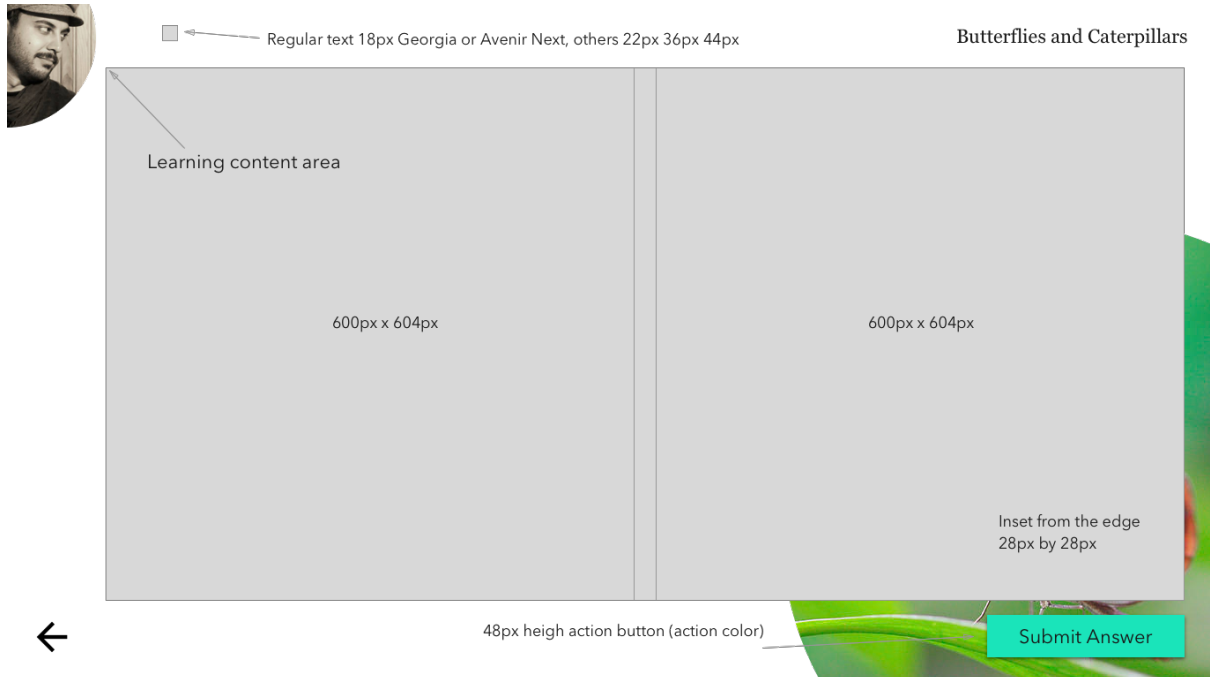 Regular text 18px Georgia or Avenir Next, others 22px 36px 44px
Butterflies and Caterpillars
Learning content area
600px x 604px
600px x 604px
Inset from the edge
28px by 28px
48px heigh action button (action color)
Submit Answer